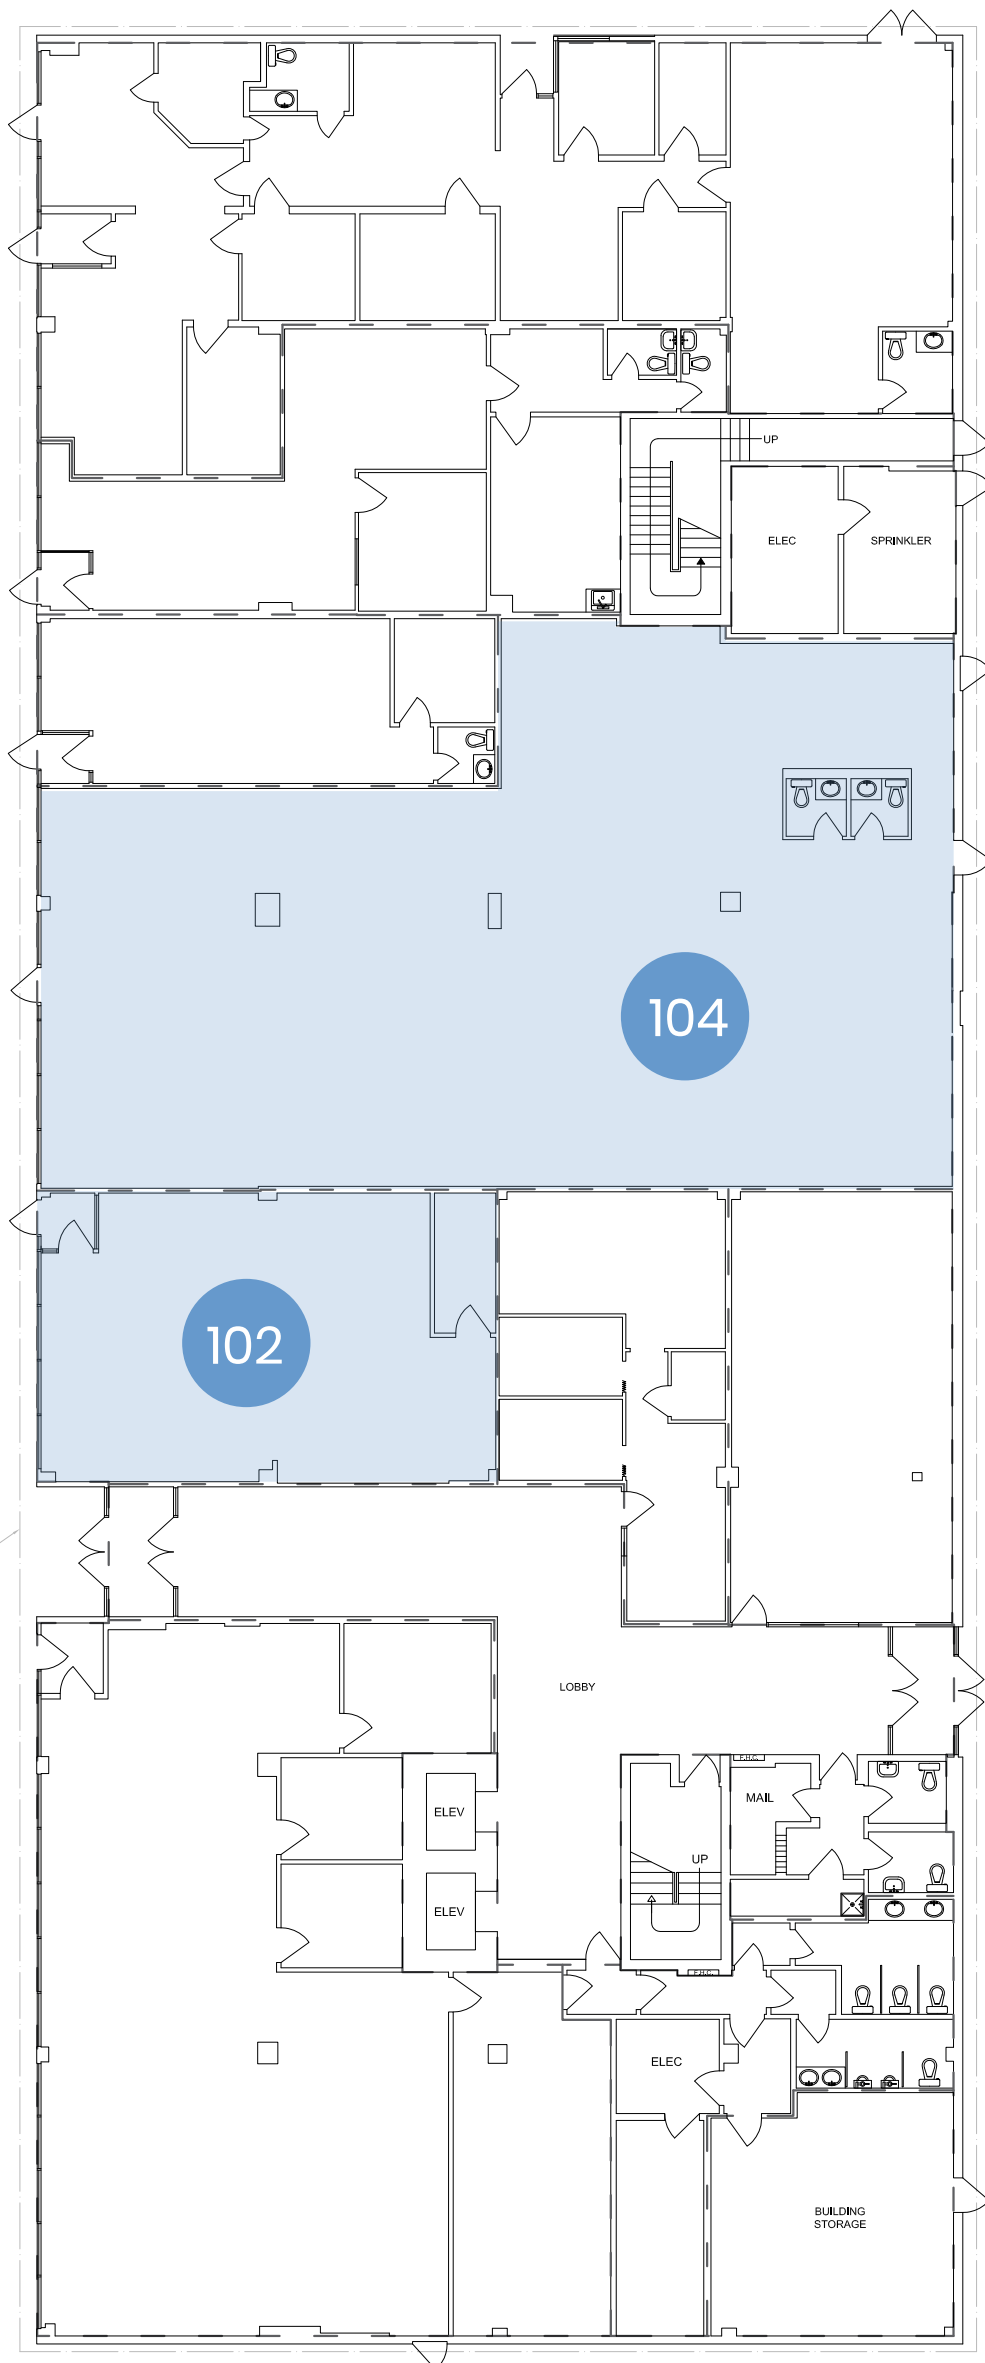 UP
ELEC
SPRINKLER
104
102
LOBBY
F.H.C.
MAIL
ELEV
UP
ELEV
F.H.C.
ELEC
BUILDING
STORAGE